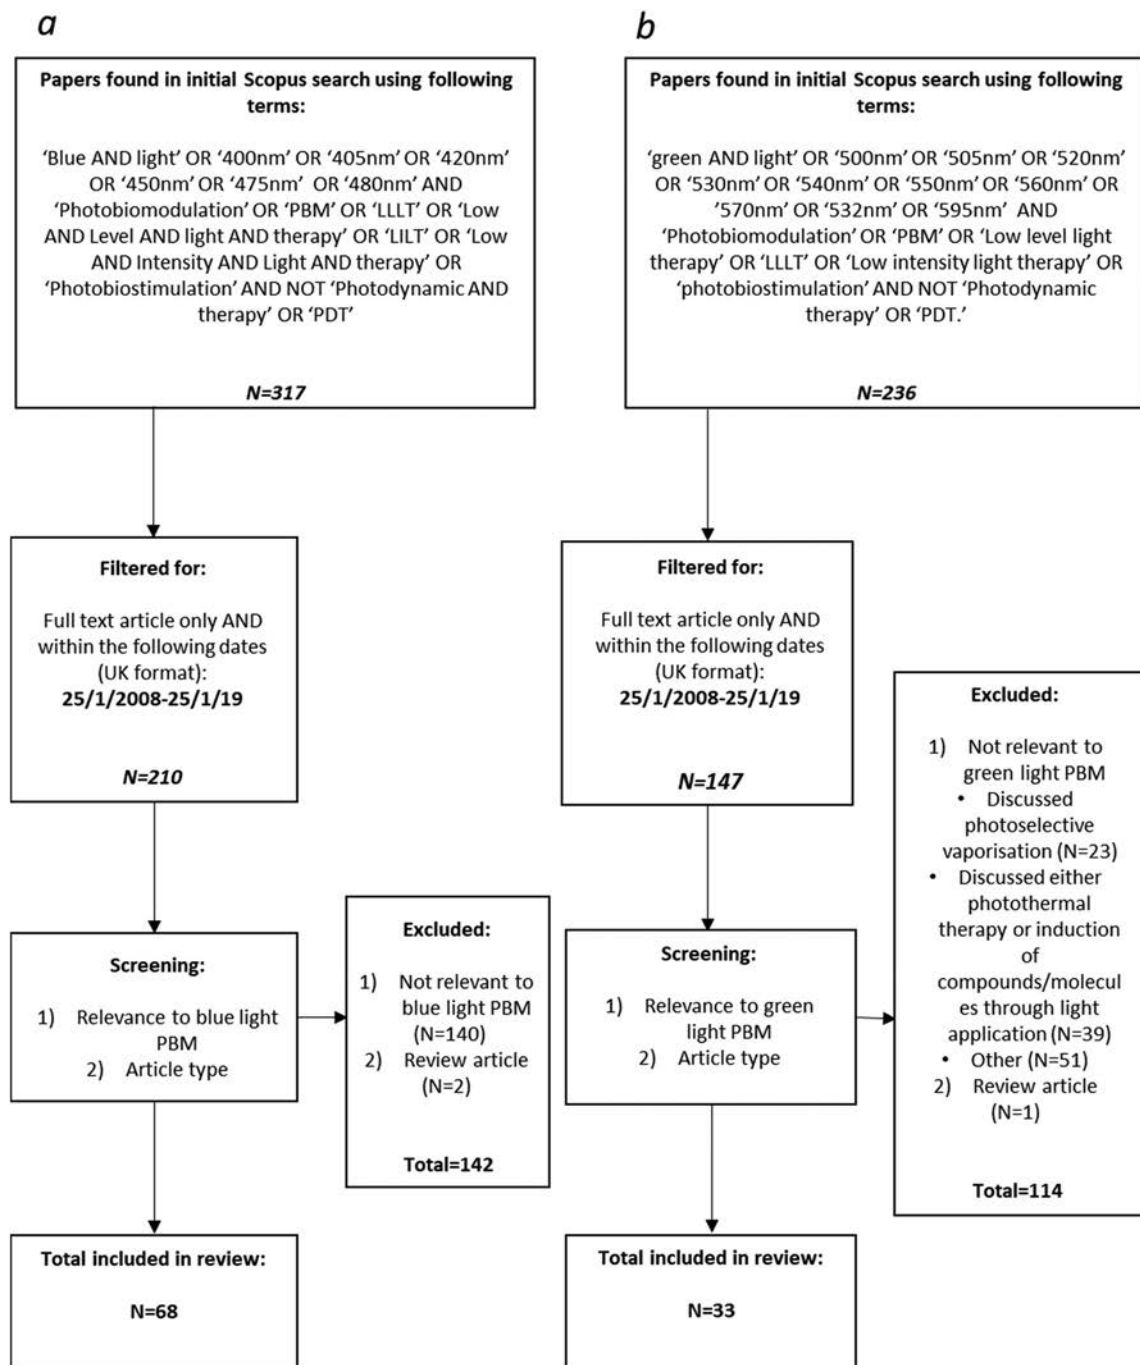 a
Papers found in initial Scopus search using following
terms:
‘Blue AND light’ OR ‘400nm’ OR ‘405nm’ OR ‘420nm’
OR ‘450nm’ OR ‘475nm’ OR ‘480nm’ AND
‘Photobiomodulation’ OR ‘PBM’ OR ‘LLLT’ OR ‘Low
AND Level AND light AND therapy’ OR ‘LILT’ OR ‘Low
AND Intensity AND Light AND therapy’ OR
‘Photobiostimulation’ AND NOT ‘Photodynamic AND
therapy’ OR ‘PDT’
N=317
Filtered for:
Full text article only AND
within the following dates
(UK format):
25/1/2008-25/1/19
N=210
Screening:
1) Relevance to blue light
PBM
2) Article type
Excluded:
1) Not relevant to
blue light PBM
(N=140)
2) Review article
(N=2)
Total=142
Total included in review:
N=68
b
Papers found in initial Scopus search using following
terms:
‘green AND light’ OR ‘500nm’ OR ‘505nm’ OR ‘520nm’
OR ‘530nm’ OR ‘540nm’ OR ‘550nm’ OR ‘560nm’ OR
’570nm’ OR ‘532nm’ OR ‘595nm’ AND
‘Photobiomodulation’ OR ‘PBM’ OR ‘Low level light
therapy’ OR ‘LLLT’ OR ‘Low intensity light therapy’ OR
‘photobiostimulation’ AND NOT ‘Photodynamic
therapy’ OR ‘PDT.’
N=236
Filtered for:
Full text article only AND
within the following dates
(UK format):
25/1/2008-25/1/19
N=147
Screening:
1) Relevance to green
light PBM
2) Article type
Excluded:
1) Not relevant to
green light PBM
• Discussed
photoselective
vaporisation (N=23)
• Discussed either
photothermal
therapy or induction
of
compounds/molecul
es through light
application (N=39)
• Other (N=51)
2) Review article
(N=1)
Total=114
Total included in review:
N=33